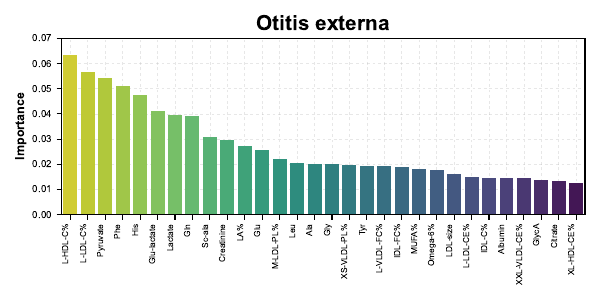 Otitis externa
Importance
0.07
0.06
0.05
0.04
0.03
0.02
0.01
0.00
L-HDL-C%
L-LDL-C%
Pyruvate
Phe
His
Glu-lactate
Lactate
Gln
So-ala
Creatinine
LA%
Glu
M-LDL-PL%
Leu
Ala
Gly
XS-VLDL-PL%
Tyr
L-VLDL-FC%
IDL-FC%
MUFA%
Omega-6%
LDL-size
L-LDL-CE%
IDL-C%
Albumin
XXL-VLDL-CE%
GlycA
Citrate
XL-HDL-CE%